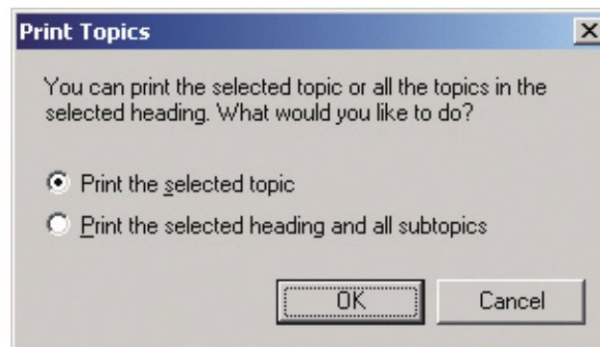 Print Topics
You can print the selected topic or all the topics in the
selected heading. What would you like to do?
Print the selected topic
Print the selected heading and all subtopics
OK
Cancel